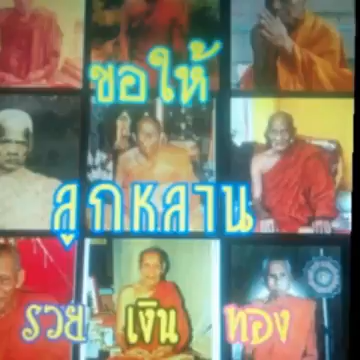 ขอให้
ลูกหลาน
รวย เงิน ทอง